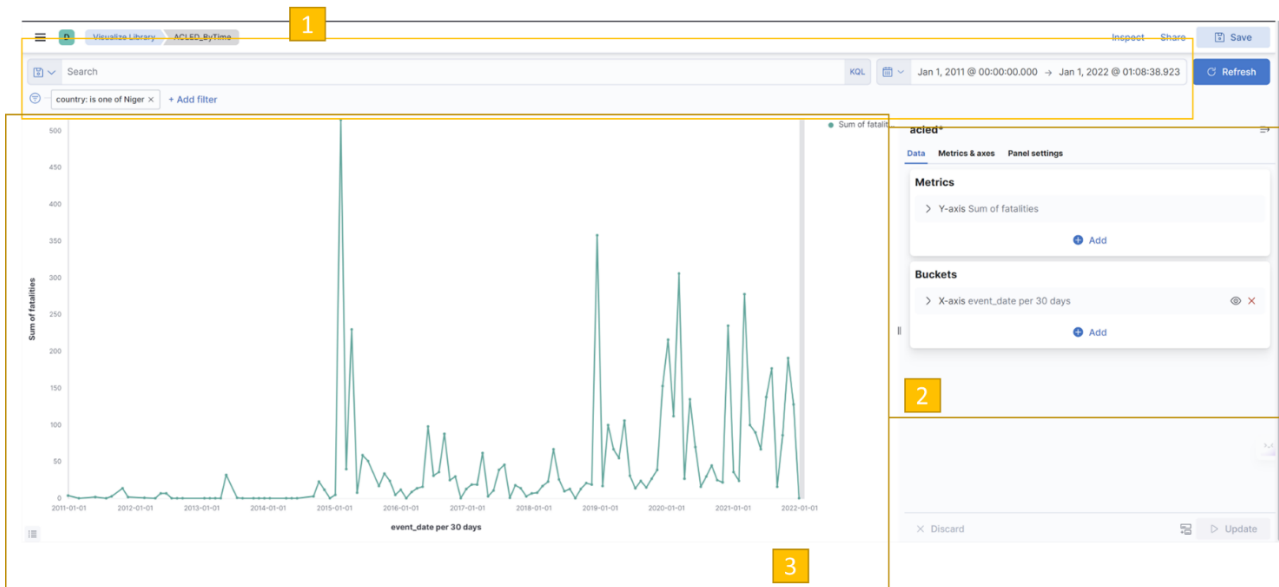 1
D Visualize Library ACLED_ByTime Inspect Share Save
Search KQL Jan 1, 2011 @ 00:00:00.000 → Jan 1, 2022 @ 01:08:38.923 Refresh
country: is one of Niger × + Add filter
Sum of fatalit...
acled*
Data Metrics & axes Panel settings
Metrics
Y-axis Sum of fatalities
Add
Buckets
X-axis event_date per 30 days
Add
2
Discard Update
500
450
400
350
300
250
200
150
100
50
0
Sum of fatalities
2011-01-01 2012-01-01 2013-01-01 2014-01-01 2015-01-01 2016-01-01 2017-01-01 2018-01-01 2019-01-01 2020-01-01 2021-01-01 2022-01-01
event_date per 30 days
3